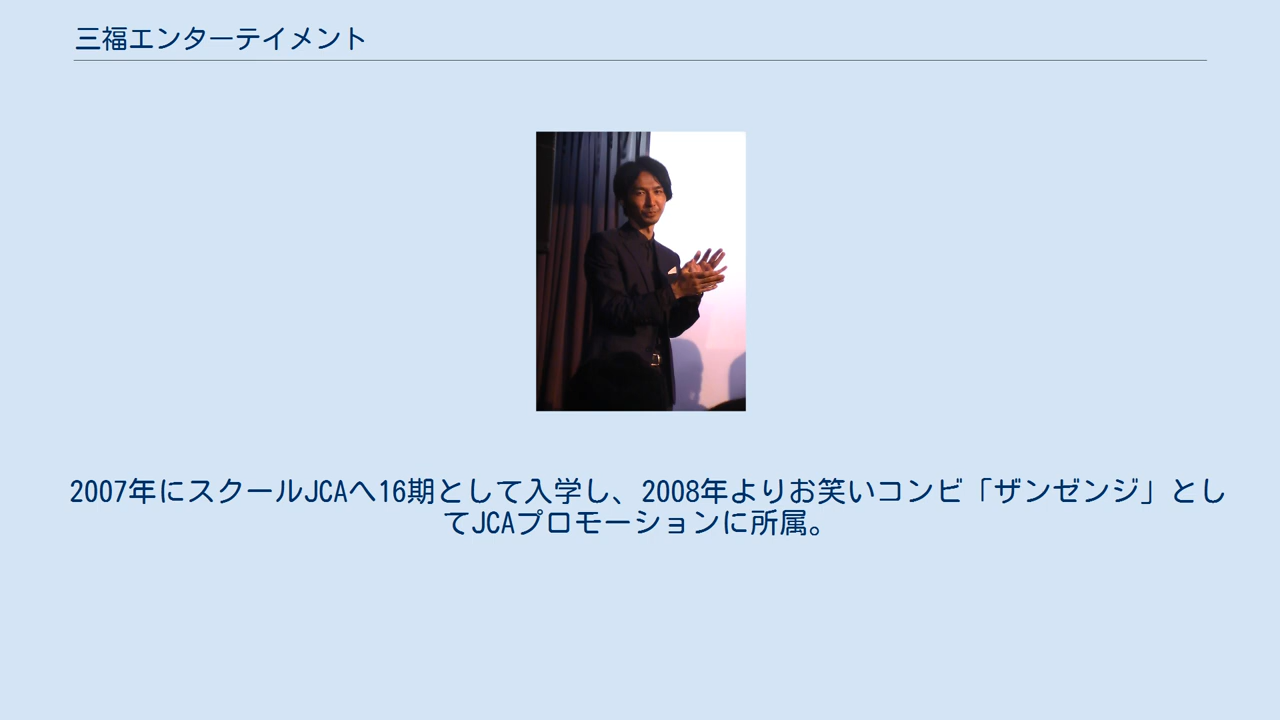 三福エンターテイメント
2007年にスクールJCAへ16期として入学し、2008年よりお笑いコンビ「ザンゼンジ」とし
てJCAプロモーションに所属。